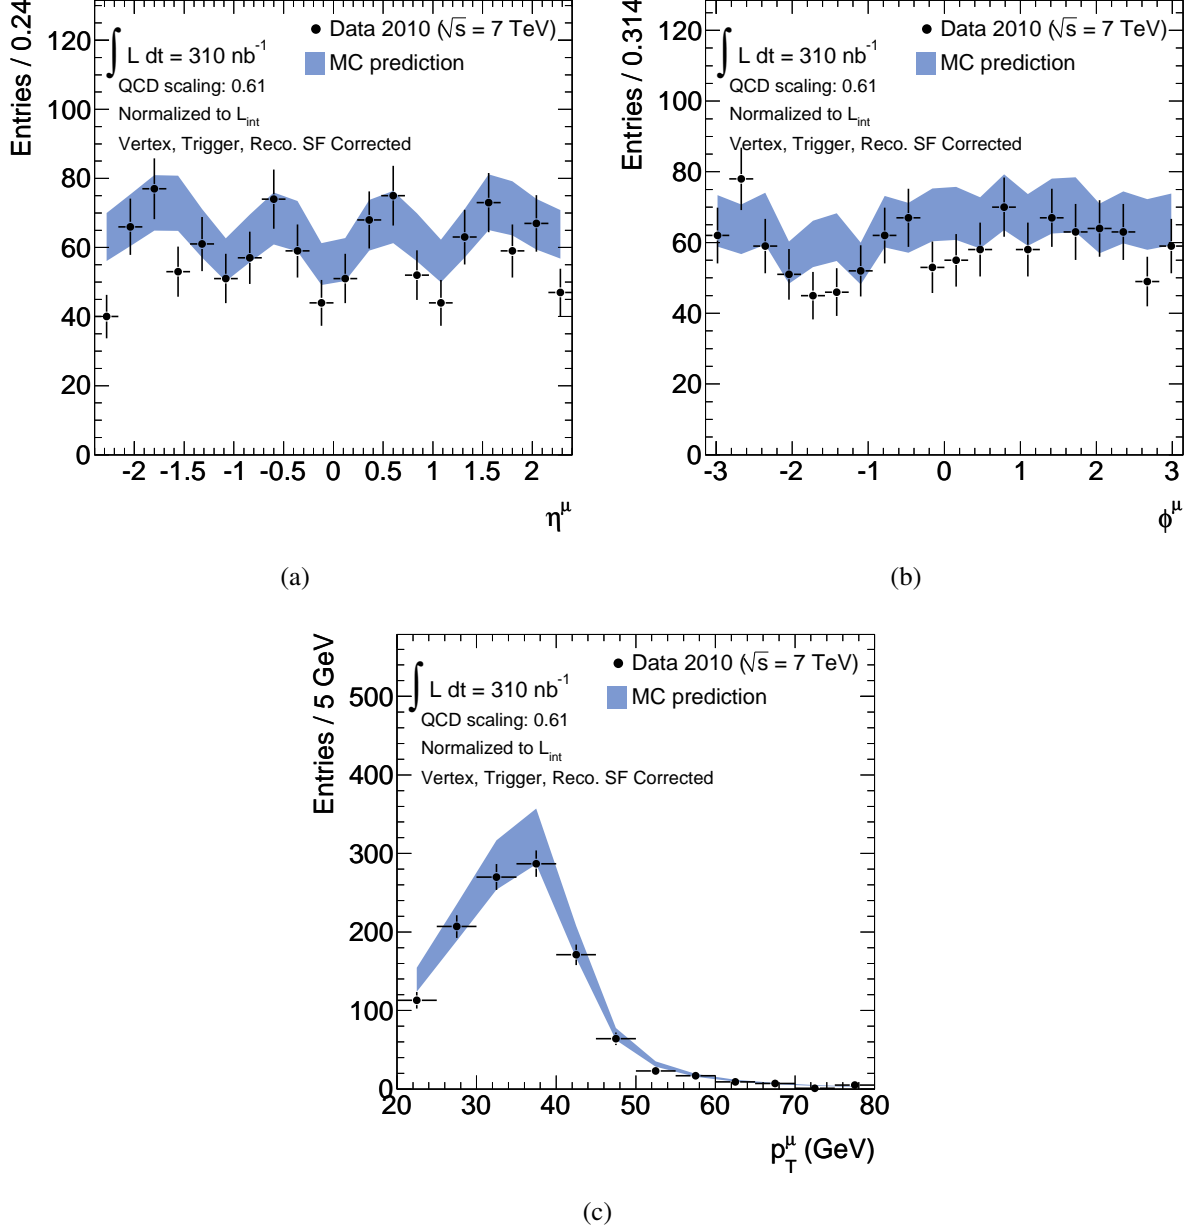 Entries / 0.24
120
100
80
60
40
20
0
∫ L dt = 310 nb⁻¹
QCD scaling: 0.61
Normalized to L_int
Vertex, Trigger, Reco. SF Corrected
Data 2010 (√s = 7 TeV)
MC prediction
-2 -1.5 -1 -0.5 0 0.5 1 1.5 2
η^μ
(a)
Entries / 0.314
120
100
80
60
40
20
0
∫ L dt = 310 nb⁻¹
QCD scaling: 0.61
Normalized to L_int
Vertex, Trigger, Reco. SF Corrected
Data 2010 (√s = 7 TeV)
MC prediction
-3 -2 -1 0 1 2 3
ϕ^μ
(b)
Entries / 5 GeV
500
400
300
200
100
0
∫ L dt = 310 nb⁻¹
QCD scaling: 0.61
Normalized to L_int
Vertex, Trigger, Reco. SF Corrected
Data 2010 (√s = 7 TeV)
MC prediction
20 30 40 50 60 70 80
p_T^μ (GeV)
(c)